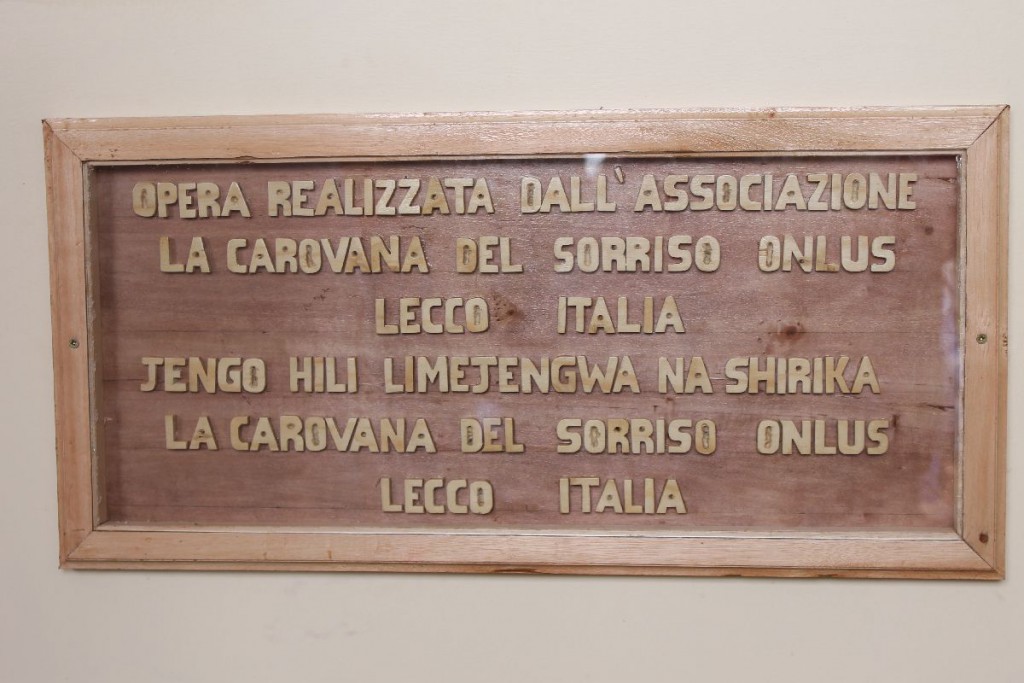 OPERA REALIZZATA DALL'ASSOCIAZIONE
LA CAROVANA DEL SORRISO ONLUS
LECCO ITALIA
JENGO HILI LIMEJENGWA NA SHIRIKA
LA CAROVANA DEL SORRISO ONLUS
LECCO ITALIA